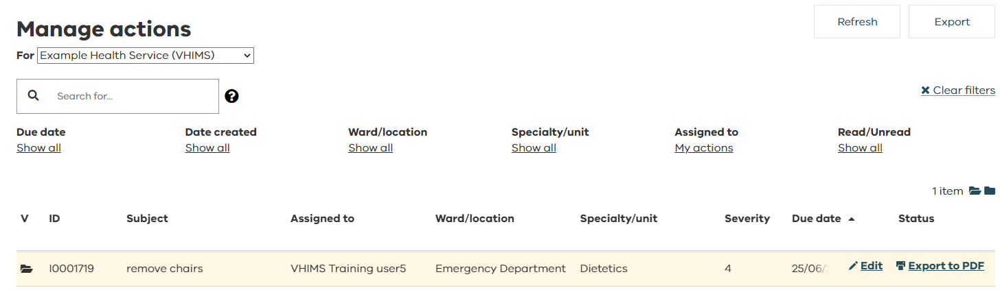 Manage actions
Refresh
Export
For Example Health Service (VHIMS)
Search for...
?
Clear filters
Due date Date created Ward/location Specialty/unit Assigned to Read/Unread
Show all Show all Show all Show all My actions Show all
1 item
V ID Subject Assigned to Ward/location Specialty/unit Severity Due date Status
I0001719 remove chairs VHIMS Training user5 Emergency Department Dietetics 4 25/06/ Edit Export to PDF